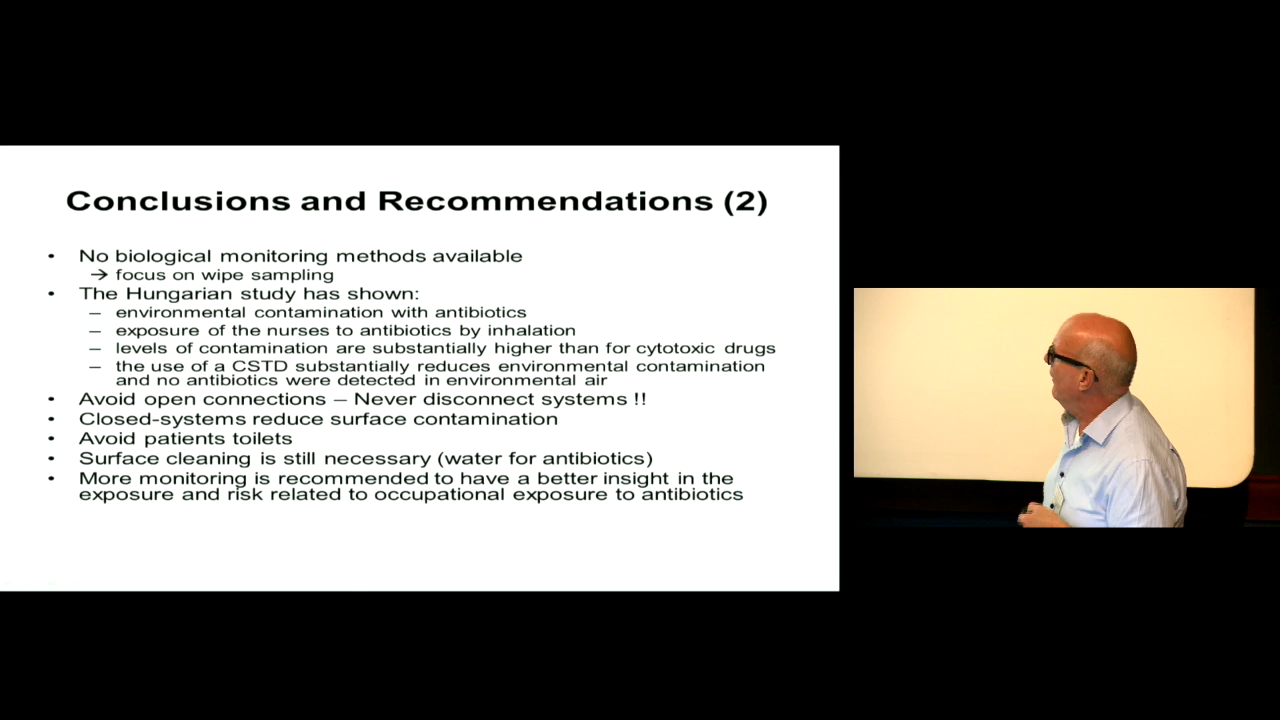 Conclusions and Recommendations (2)
• No biological monitoring methods available
→ focus on wipe sampling
• The Hungarian study has shown:
– environmental contamination with antibiotics
– exposure of the nurses to antibiotics by inhalation
– levels of contamination are substantially higher than for cytotoxic drugs
– the use of a CSTD substantially reduces environmental contamination
and no antibiotics were detected in environmental air
• Avoid open connections – Never disconnect systems !!
• Closed-systems reduce surface contamination
• Avoid patients toilets
• Surface cleaning is still necessary (water for antibiotics)
• More monitoring is recommended to have a better insight in the
exposure and risk related to occupational exposure to antibiotics